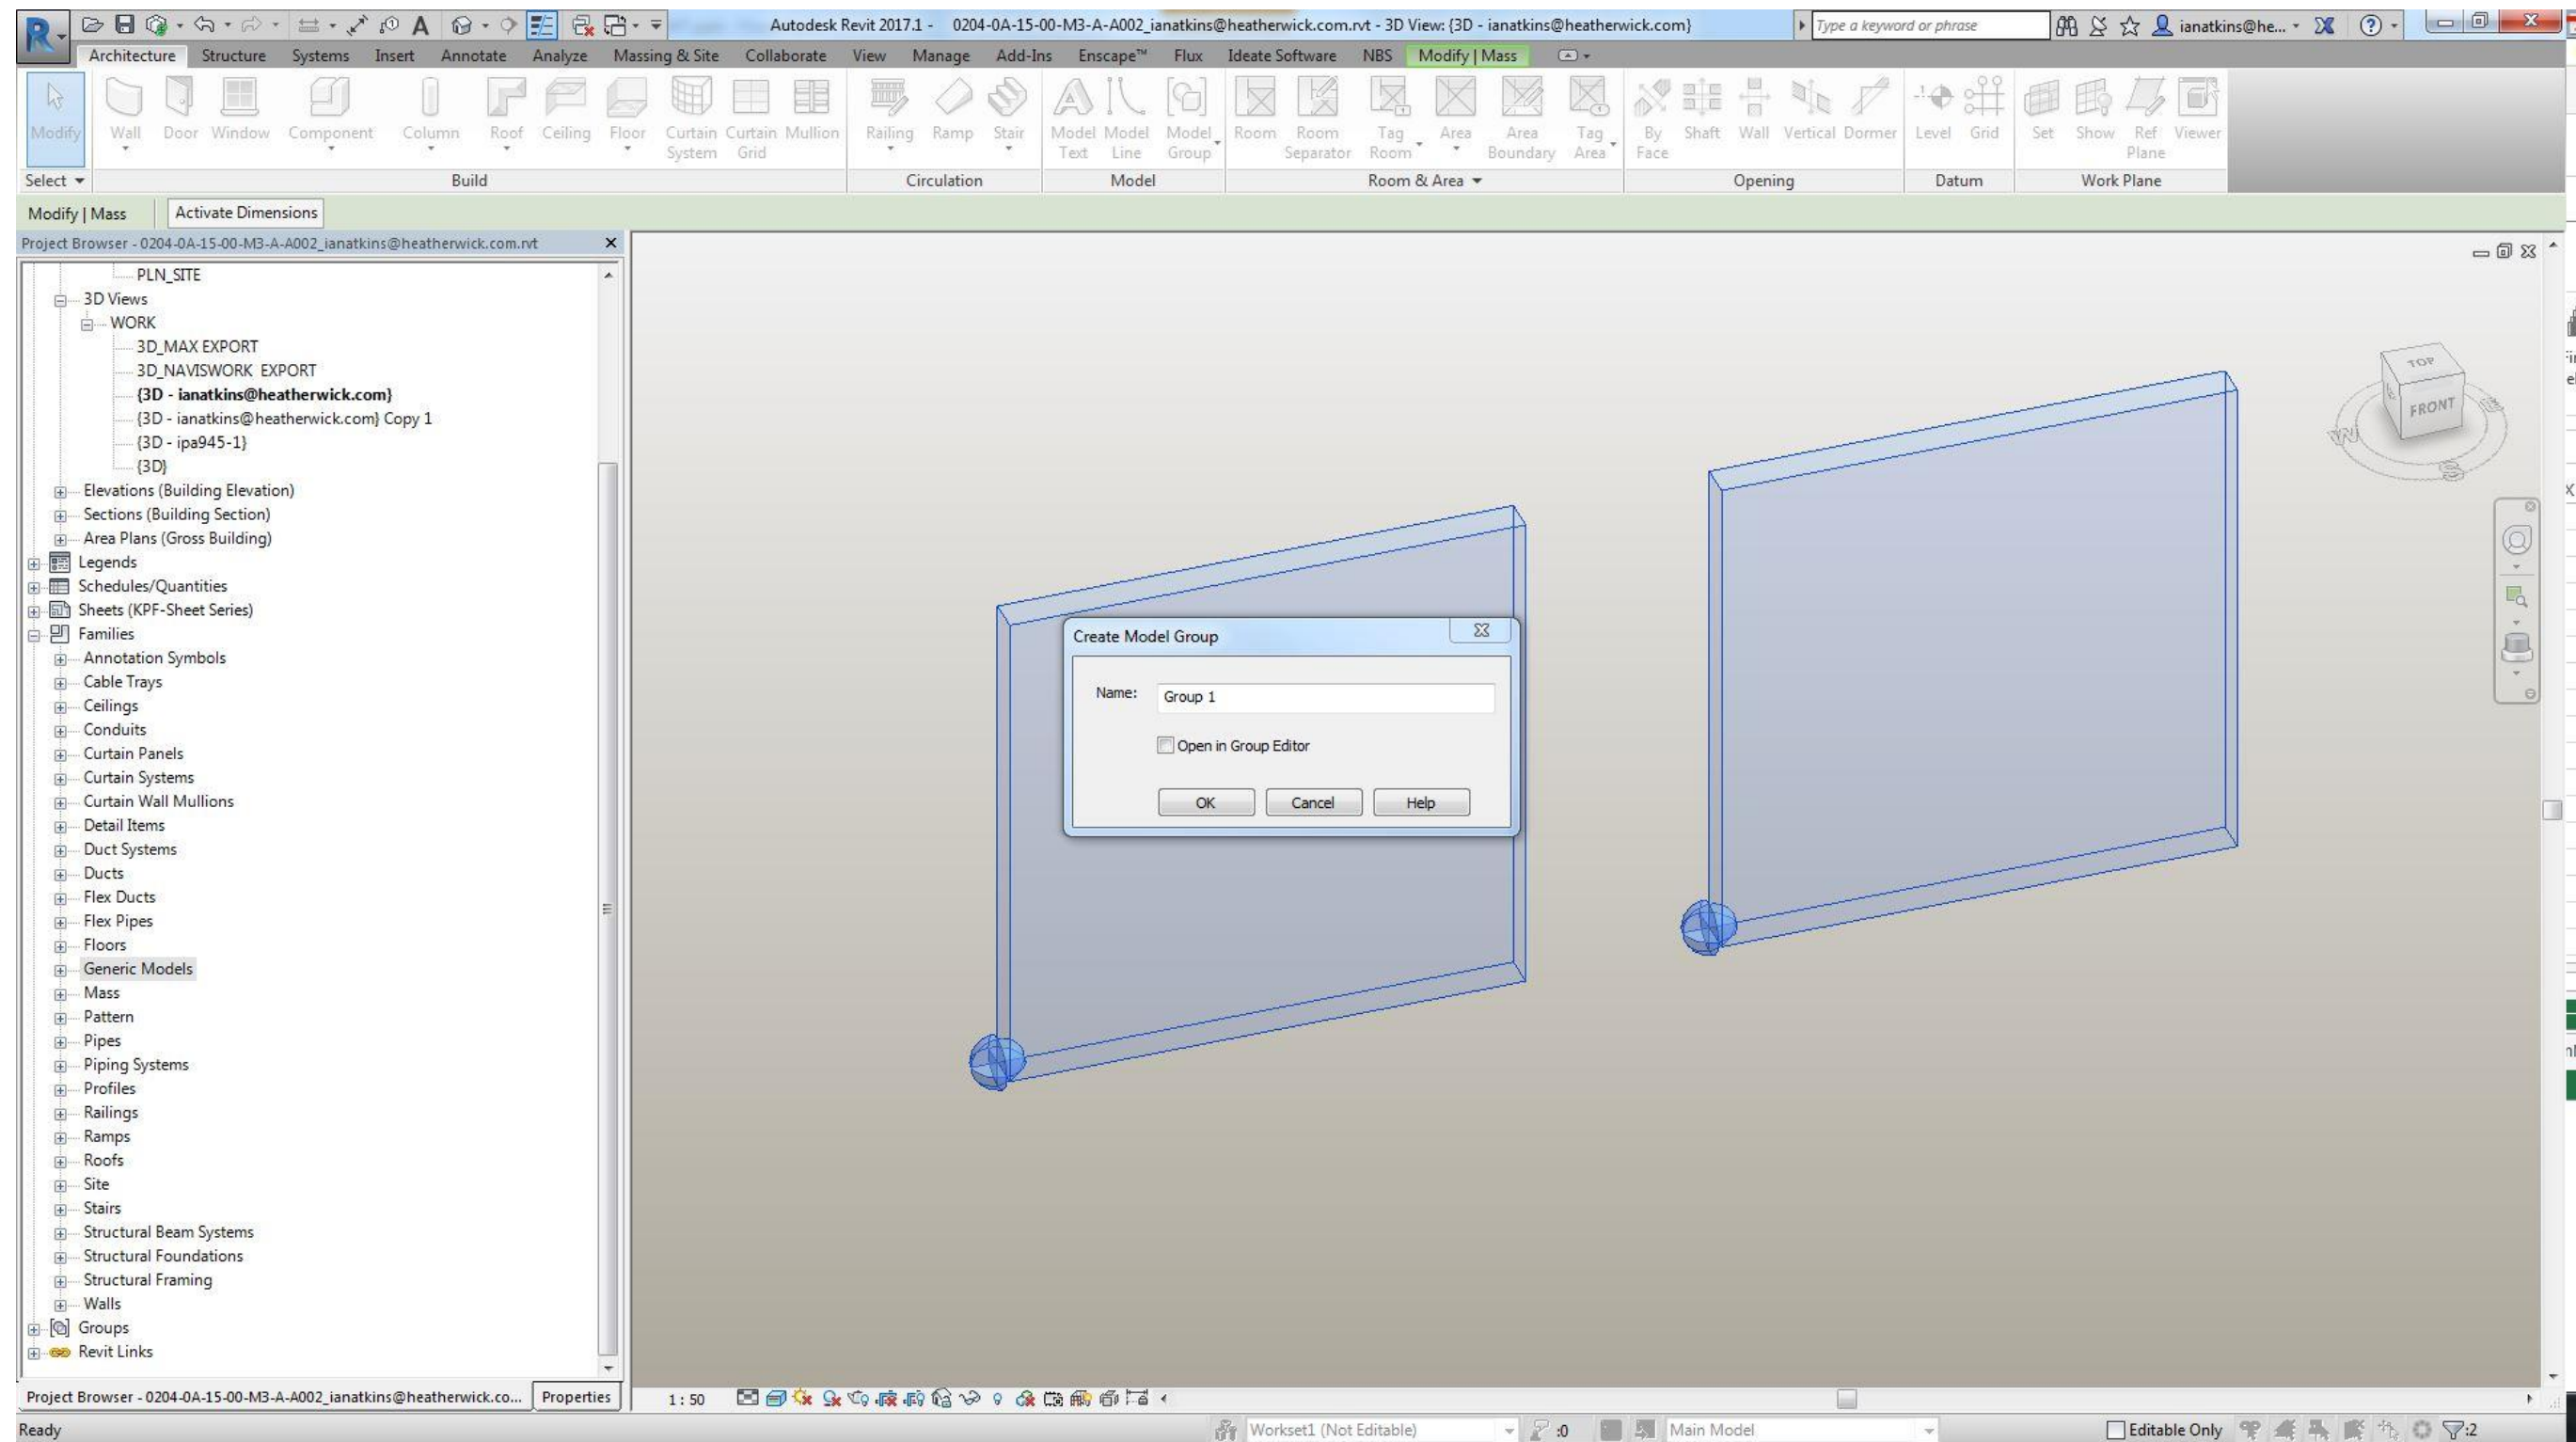 Autodesk Revit 2017.1 - 0204-0A-15-00-M3-A-A002_ianatkins@heatherwick.com.rvt - 3D View: {3D - ianatkins@heatherwick.com}
Type a keyword or phrase
ianatkins@he...
Architecture Structure Systems Insert Annotate Analyze Massing & Site Collaborate View Manage Add-Ins Enscape™ Flux Ideate Software NBS Modify | Mass
Modify Wall Door Window Component Column Roof Ceiling Floor Curtain System Curtain Grid Mullion Railing Ramp Stair Model Text Model Line Model Group Room Room Separator Tag Room Area Area Boundary Tag Area By Face Shaft Wall Vertical Dormer Level Grid Set Show Ref Plane Viewer
Select Build Circulation Model Room & Area Opening Datum Work Plane
Modify | Mass Activate Dimensions
Project Browser - 0204-0A-15-00-M3-A-A002_ianatkins@heatherwick.com.rvt
PLN_SITE
3D Views
WORK
3D_MAX EXPORT
3D_NAVISWORK EXPORT
{3D - ianatkins@heatherwick.com}
{3D - ianatkins@heatherwick.com} Copy 1
{3D - ipa945-1}
{3D}
Elevations (Building Elevation)
Sections (Building Section)
Area Plans (Gross Building)
Legends
Schedules/Quantities
Sheets (KPF-Sheet Series)
Families
Annotation Symbols
Cable Trays
Ceilings
Conduits
Curtain Panels
Curtain Systems
Curtain Wall Mullions
Detail Items
Duct Systems
Ducts
Flex Ducts
Flex Pipes
Floors
Generic Models
Mass
Pattern
Pipes
Piping Systems
Profiles
Railings
Ramps
Roofs
Site
Stairs
Structural Beam Systems
Structural Foundations
Structural Framing
Walls
Groups
Revit Links
Project Browser - 0204-0A-15-00-M3-A-A002_ianatkins@heatherwick.co... Properties
TOP
FRONT
W
S
Create Model Group
Name: Group 1
Open in Group Editor
OK Cancel Help
1 : 50
Ready
Workset1 (Not Editable) :0 Main Model Editable Only :2